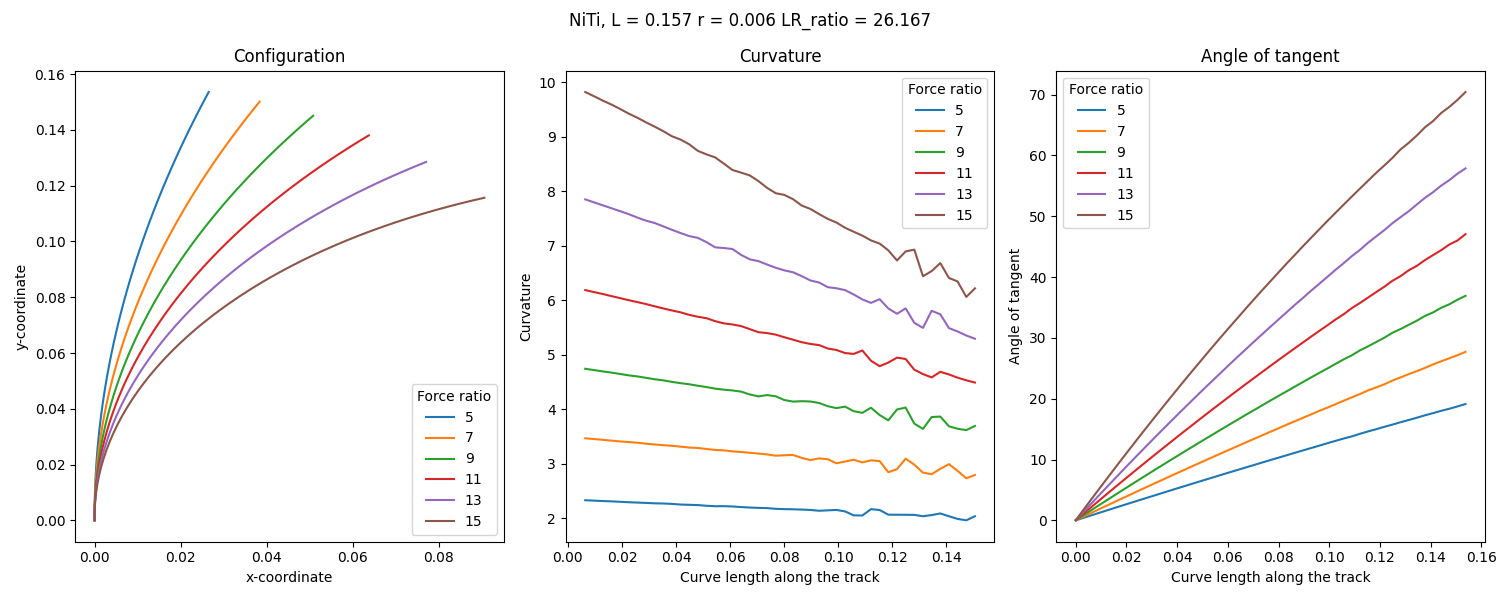 NiTi, L = 0.157 r = 0.006 LR_ratio = 26.167
Configuration
0.16
0.14
0.12
0.10
0.08
0.06
0.04
0.02
0.00
y-coordinate
0.00 0.02 0.04 0.06 0.08
x-coordinate
Force ratio
5
7
9
11
13
15
Curvature
10
9
8
7
6
5
4
3
2
Curvature
0.00 0.02 0.04 0.06 0.08 0.10 0.12 0.14
Curve length along the track
Force ratio
5
7
9
11
13
15
Angle of tangent
70
60
50
40
30
20
10
0
Angle of tangent
0.00 0.02 0.04 0.06 0.08 0.10 0.12 0.14 0.16
Curve length along the track
Force ratio
5
7
9
11
13
15